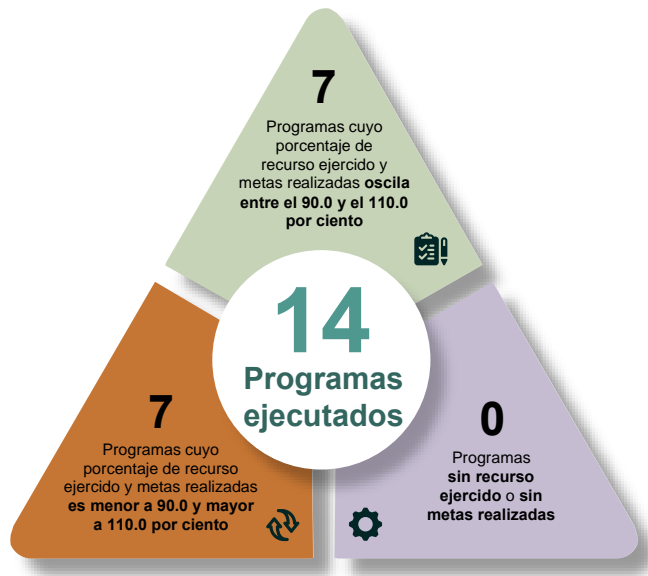 7
Programas cuyo
porcentaje de
recurso ejercido y
metas realizadas oscila
entre el 90.0 y el 110.0
por ciento
14
Programas
ejecutados
7
Programas cuyo
porcentaje de recurso
ejercido y metas realizadas
es menor a 90.0 y mayor
a 110.0 por ciento
0
Programas
sin recurso
ejercido o sin
metas realizadas